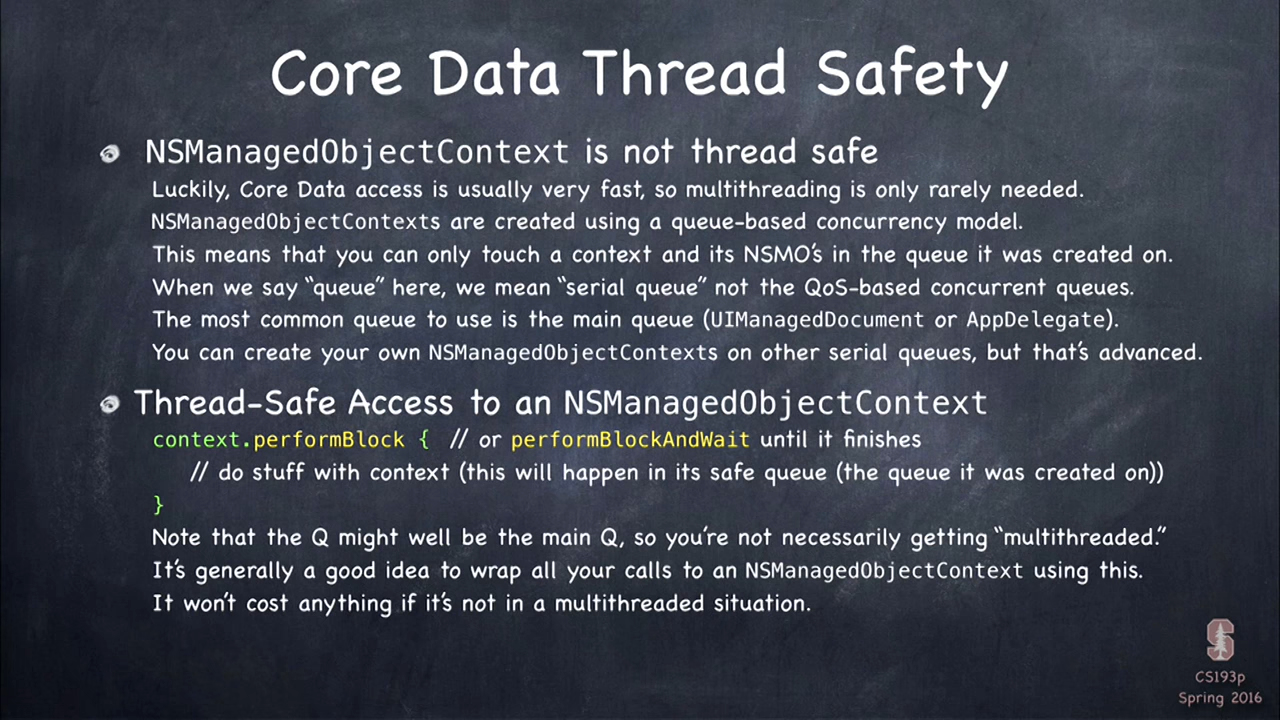 Core Data Thread Safety
NSManagedObjectContext is not thread safe
Luckily, Core Data access is usually very fast, so multithreading is only rarely needed.
NSManagedObjectContexts are created using a queue-based concurrency model.
This means that you can only touch a context and its NSMO's in the queue it was created on.
When we say “queue” here, we mean “serial queue” not the QoS-based concurrent queues.
The most common queue to use is the main queue (UIManagedDocument or AppDelegate).
You can create your own NSManagedObjectContexts on other serial queues, but that's advanced.
Thread-Safe Access to an NSManagedObjectContext
context.performBlock { // or performBlockAndWait until it finishes
// do stuff with context (this will happen in its safe queue (the queue it was created on))
}
Note that the Q might well be the main Q, so you're not necessarily getting “multithreaded.”
It's generally a good idea to wrap all your calls to an NSManagedObjectContext using this.
It won't cost anything if it's not in a multithreaded situation.
S
CS193p
Spring 2016